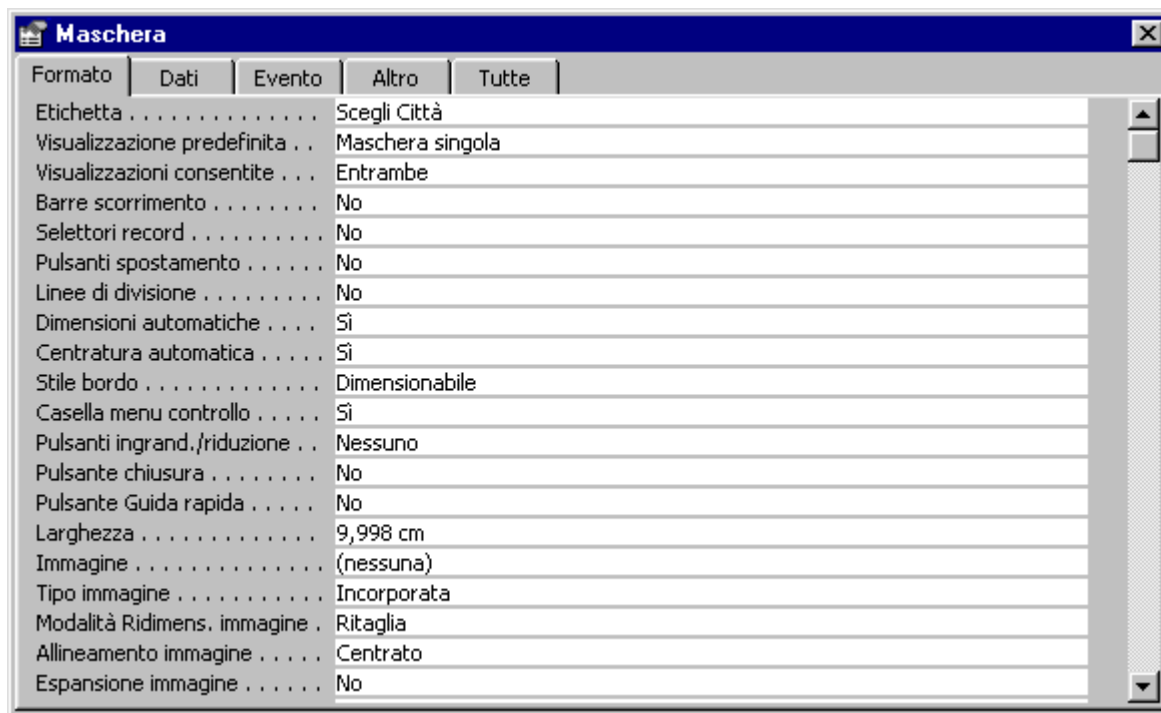 Maschera
Formato Dati Evento Altro Tutte
Etichetta . . . . . . . . . . . . . . Scegli Città
Visualizzazione predefinita . . Maschera singola
Visualizzazioni consentite . . . Entrambe
Barre scorrimento . . . . . . . . No
Selettori record . . . . . . . . . . No
Pulsanti spostamento . . . . . . No
Linee di divisione . . . . . . . . . No
Dimensioni automatiche . . . . Sì
Centratura automatica . . . . . Sì
Stile bordo . . . . . . . . . . . . . Dimensionabile
Casella menu controllo . . . . . Sì
Pulsanti ingrand./riduzione . . Nessuno
Pulsante chiusura . . . . . . . . No
Pulsante Guida rapida . . . . . No
Larghezza . . . . . . . . . . . . . 9,998 cm
Immagine . . . . . . . . . . . . . . (nessuna)
Tipo immagine . . . . . . . . . . . Incorporata
Modalità Ridimens. immagine . Ritaglia
Allineamento immagine . . . . . Centrato
Espansione immagine . . . . . . No